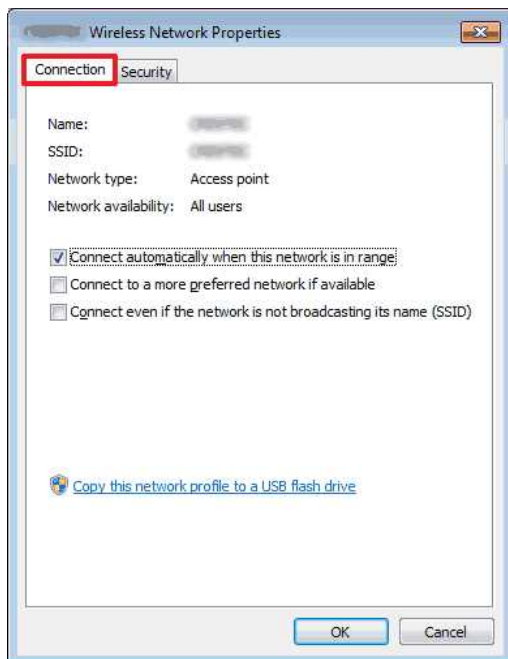 Wireless Network Properties
Connection Security
Name:
SSID:
Network type: Access point
Network availability: All users
Connect automatically when this network is in range
Connect to a more preferred network if available
Connect even if the network is not broadcasting its name (SSID)
Copy this network profile to a USB flash drive
OK Cancel